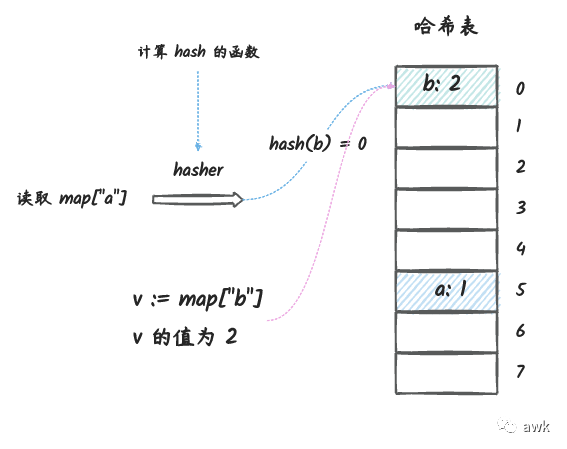 哈希表
计算 hash 的函数
b: 2
0
1
hash(b) = 0
hasher
2
读取 map["a"]
3
4
v := map["b"]
a: 1
5
v 的值为 2
6
7
awk